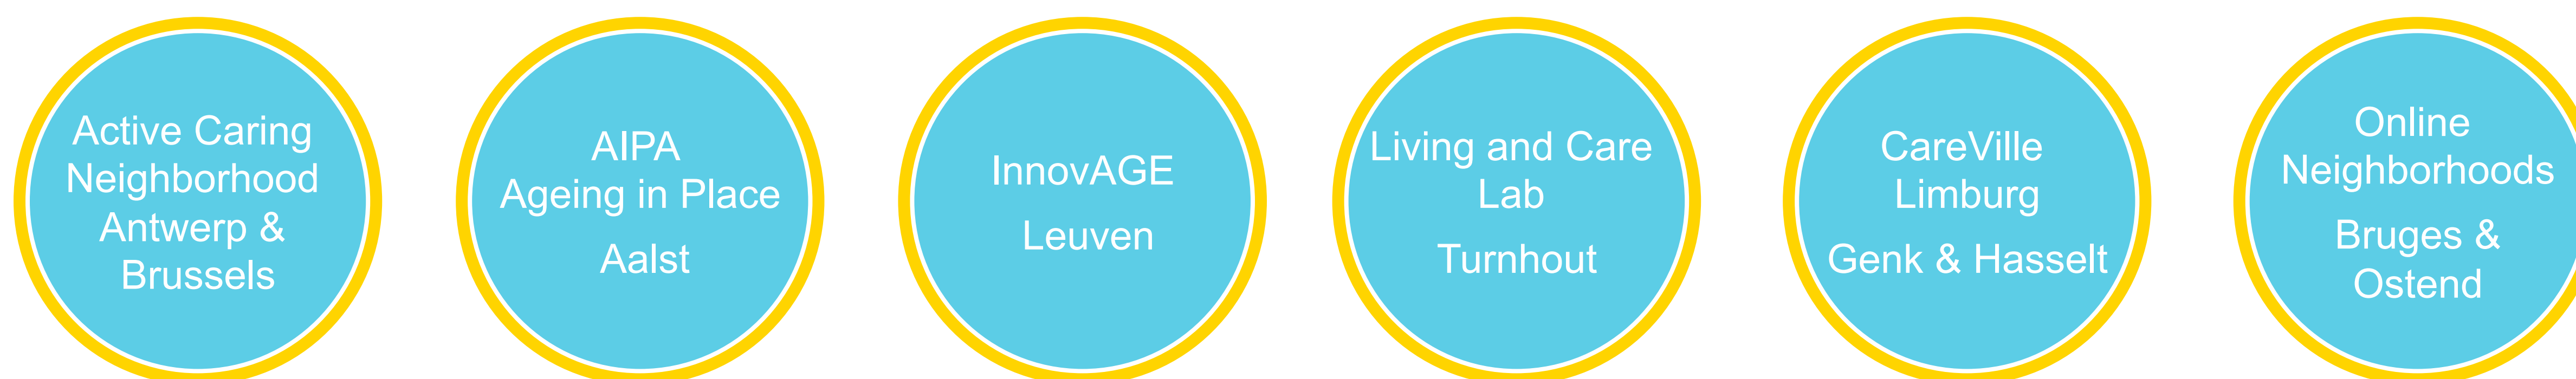 Active Caring
Neighborhood
Antwerp &
Brussels
AIPA
Ageing in Place
Aalst
InnovAGE
Leuven
Living and Care
Lab
Turnhout
CareVille
Limburg
Genk & Hasselt
Online
Neighborhoods
Bruges &
Ostend